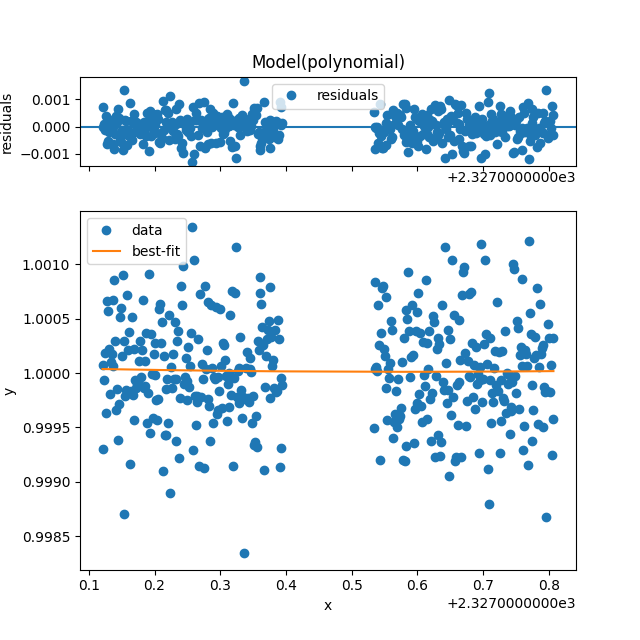 Model(polynomial)
residuals
0.001
0.000
−0.001
residuals
+2.3270000000e3
data
best-fit
1.0010
1.0005
1.0000
0.9995
0.9990
0.9985
y
0.1 0.2 0.3 0.4 0.5 0.6 0.7 0.8
x
+2.3270000000e3